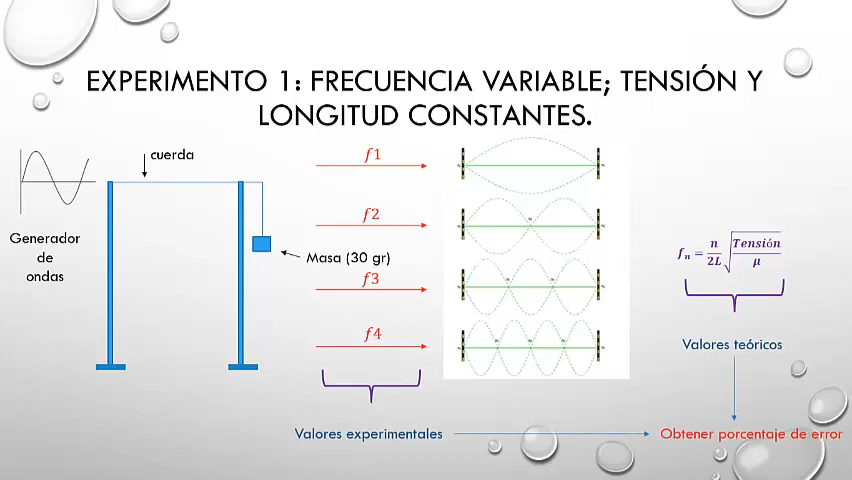 EXPERIMENTO 1: FRECUENCIA VARIABLE; TENSIÓN Y
LONGITUD CONSTANTES.
cuerda
Generador
de
ondas
Masa (30 gr)
f1
f2
f3
f4
f_n = n/2L √(Tensión/μ)
Valores teóricos
Valores experimentales
Obtener porcentaje de error